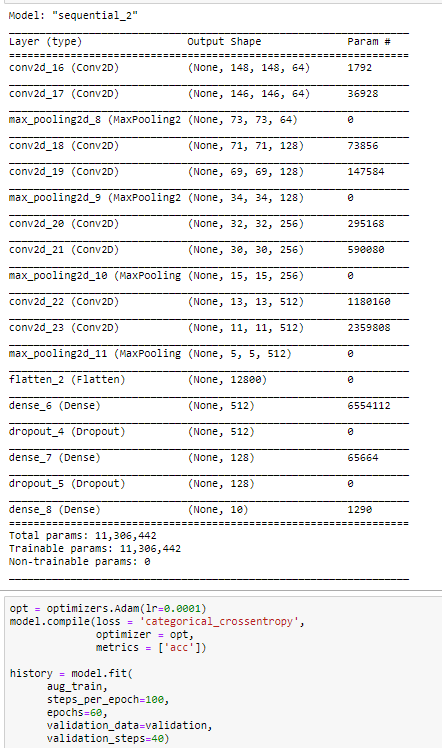 Model: "sequential_2"
_________________________________________________________________
Layer (type)                 Output Shape              Param #
=================================================================
conv2d_16 (Conv2D)           (None, 148, 148, 64)      1792
_________________________________________________________________
conv2d_17 (Conv2D)           (None, 146, 146, 64)      36928
_________________________________________________________________
max_pooling2d_8 (MaxPooling2 (None, 73, 73, 64)        0
_________________________________________________________________
conv2d_18 (Conv2D)           (None, 71, 71, 128)       73856
_________________________________________________________________
conv2d_19 (Conv2D)           (None, 69, 69, 128)       147584
_________________________________________________________________
max_pooling2d_9 (MaxPooling2 (None, 34, 34, 128)       0
_________________________________________________________________
conv2d_20 (Conv2D)           (None, 32, 32, 256)       295168
_________________________________________________________________
conv2d_21 (Conv2D)           (None, 30, 30, 256)       590080
_________________________________________________________________
max_pooling2d_10 (MaxPooling (None, 15, 15, 256)       0
_________________________________________________________________
conv2d_22 (Conv2D)           (None, 13, 13, 512)       1180160
_________________________________________________________________
conv2d_23 (Conv2D)           (None, 11, 11, 512)       2359808
_________________________________________________________________
max_pooling2d_11 (MaxPooling (None, 5, 5, 512)         0
_________________________________________________________________
flatten_2 (Flatten)          (None, 12800)             0
_________________________________________________________________
dense_6 (Dense)              (None, 512)               6554112
_________________________________________________________________
dropout_4 (Dropout)          (None, 512)               0
_________________________________________________________________
dense_7 (Dense)              (None, 128)               65664
_________________________________________________________________
dropout_5 (Dropout)          (None, 128)               0
_________________________________________________________________
dense_8 (Dense)              (None, 10)                1290
=================================================================
Total params: 11,306,442
Trainable params: 11,306,442
Non-trainable params: 0
_________________________________________________________________
opt = optimizers.Adam(lr=0.0001)
model.compile(loss = 'categorical_crossentropy',
              optimizer = opt,
              metrics = ['acc'])
history = model.fit(
      aug_train,
      steps_per_epoch=100,
      epochs=60,
      validation_data=validation,
      validation_steps=40)